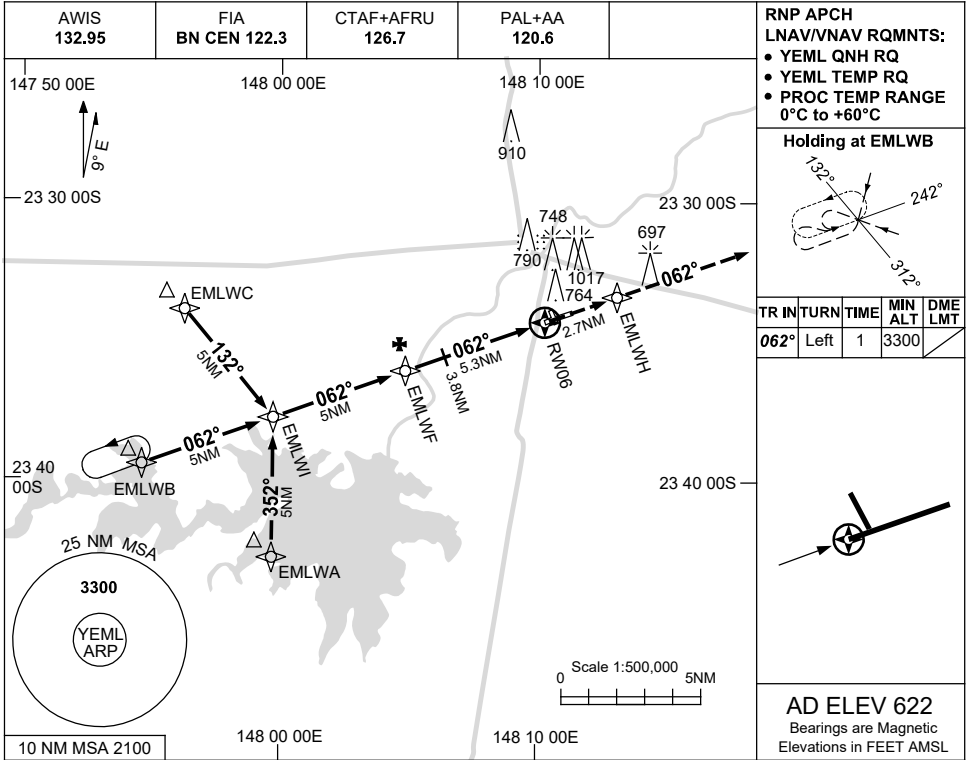 AWIS
132.95
FIA
BN CEN 122.3
CTAF+AFRU
126.7
PAL+AA
120.6
RNP APCH
LNAV/VNAV RQMNTS:
• YEML QNH RQ
• YEML TEMP RQ
• PROC TEMP RANGE
0°C to +60°C
147 50 00E
148 00 00E
148 10 00E
9° E
910
23 30 00S
23 30 00S
748
790
1017
764
697
062°
EMLWC
132°
5NM
062°
5.3NM
3.8NM
2.7NM
RW06
EMLWH
062°
5NM
EMLWF
062°
5NM
EMLWI
EMLWB
352°
5NM
EMLWA
23 40
00S
23 40 00S
25 NM MSA
3300
YEML
ARP
Scale 1:500,000
0
5NM
10 NM MSA 2100
148 00 00E
148 10 00E
Holding at EMLWB
132°
242°
312°
TR IN
TURN
TIME
MIN
ALT
DME
LMT
062°
Left
1
3300
AD ELEV 622
Bearings are Magnetic
Elevations in FEET AMSL